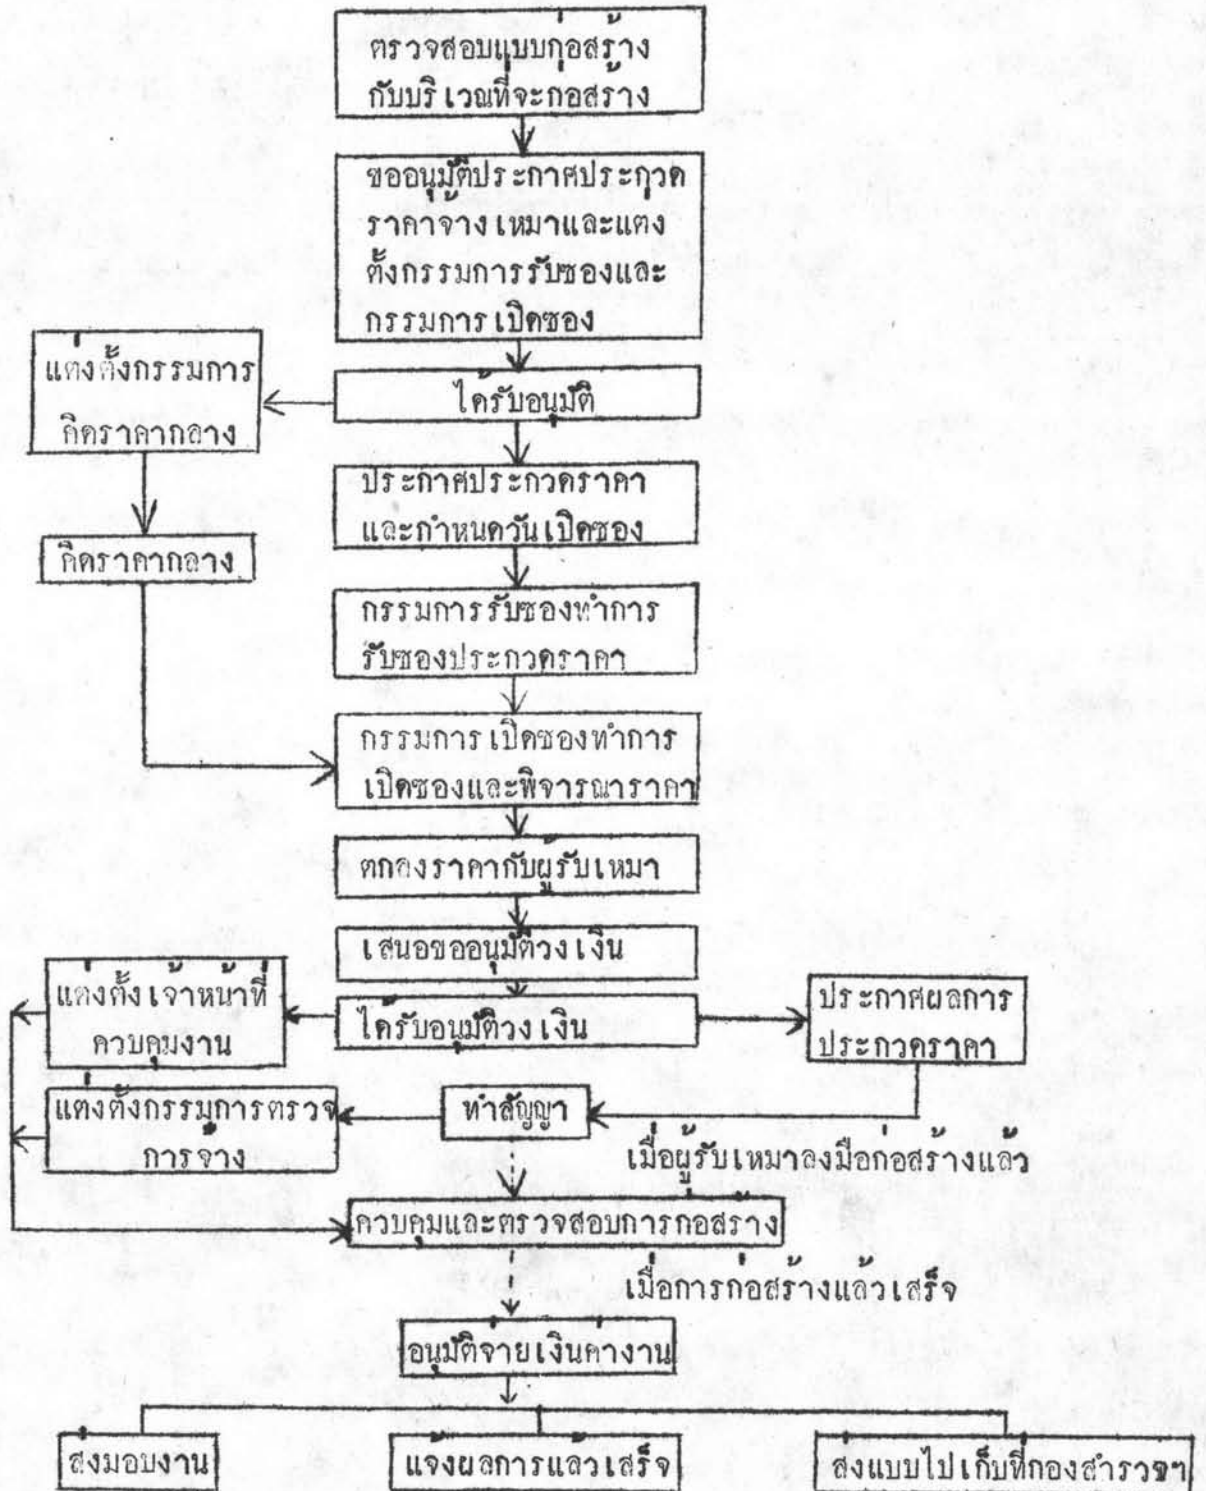 ตรวจสอบแบบก่อสร้าง
กับบริเวณที่จะก่อสร้าง
ขออนุมัติประกาศประกวด
ราคาจ้างเหมาและแต่ง
ตั้งกรรมการรับซองและ
กรรมการเปิดซอง
แต่งตั้งกรรมการ
คิดราคากลาง
ได้รับอนุมัติ
ประกาศประกวดราคา
และกำหนดวันเปิดซอง
คิดราคากลาง
กรรมการรับซองทำการ
รับซองประกวดราคา
กรรมการเปิดซองทำการ
เปิดซองและพิจารณาราคา
ตกลงราคากับผู้รับเหมา
เสนอขออนุมัติวงเงิน
แต่งตั้งเจ้าหน้าที่
ควบคุมงาน
ได้รับอนุมัติวงเงิน
ประกาศผลการ
ประกวดราคา
แต่งตั้งกรรมการตรวจ
การจ้าง
ทำสัญญา
เมื่อผู้รับเหมาลงมือก่อสร้างแล้ว
ควบคุมและตรวจสอบการก่อสร้าง
เมื่อการก่อสร้างแล้วเสร็จ
อนุมัติจ่ายเงินค่างาน
ส่งมอบงาน
แจ้งผลการแล้วเสร็จ
ส่งแบบไปเก็บที่กองสำรวจฯ